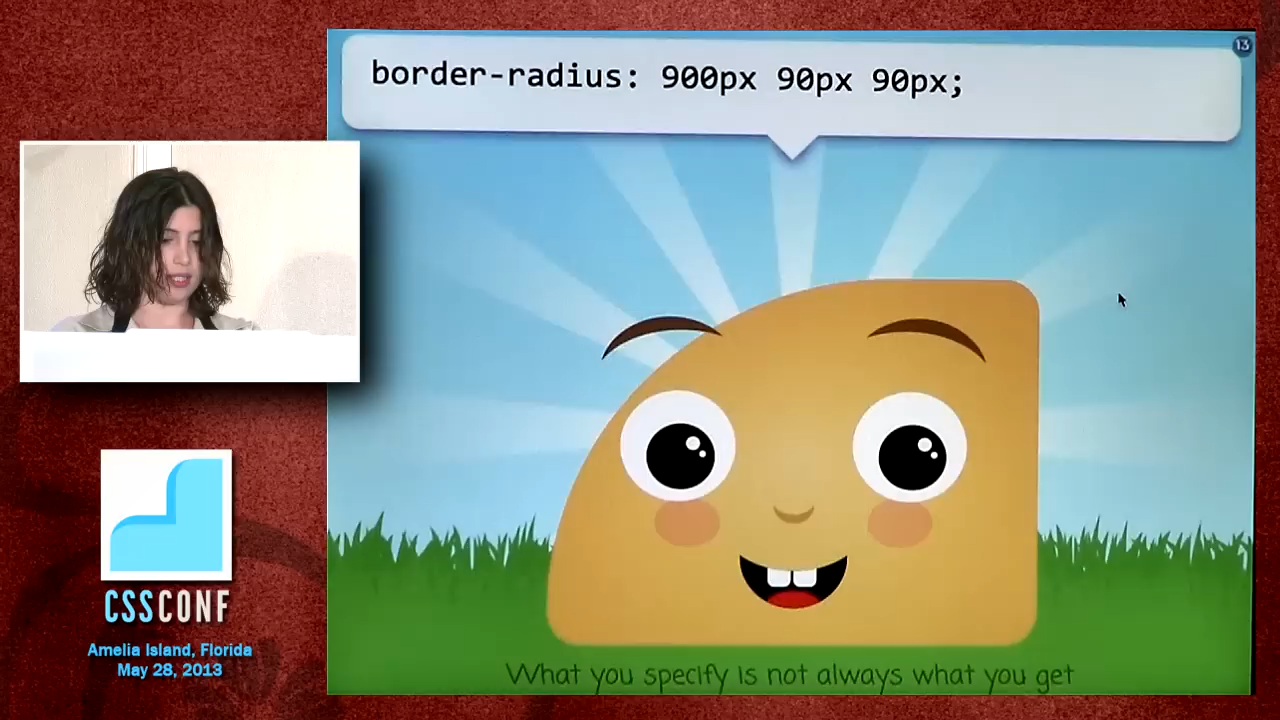 13
border-radius: 900px 90px 90px;
CSSCONF
Amelia Island, Florida
May 28, 2013
What you specify is not always what you get